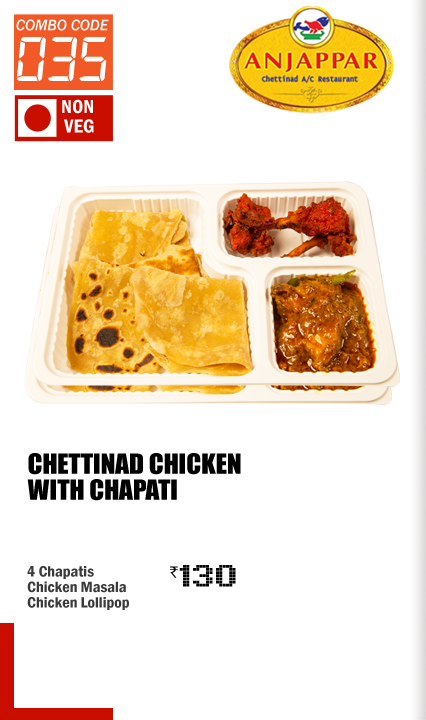 COMBO CODE
035
NON
VEG
ANJAPPAR
Chettinad A/C Restaurant
CHETTINAD CHICKEN
WITH CHAPATI
4 Chapatis
Chicken Masala
Chicken Lollipop
₹130